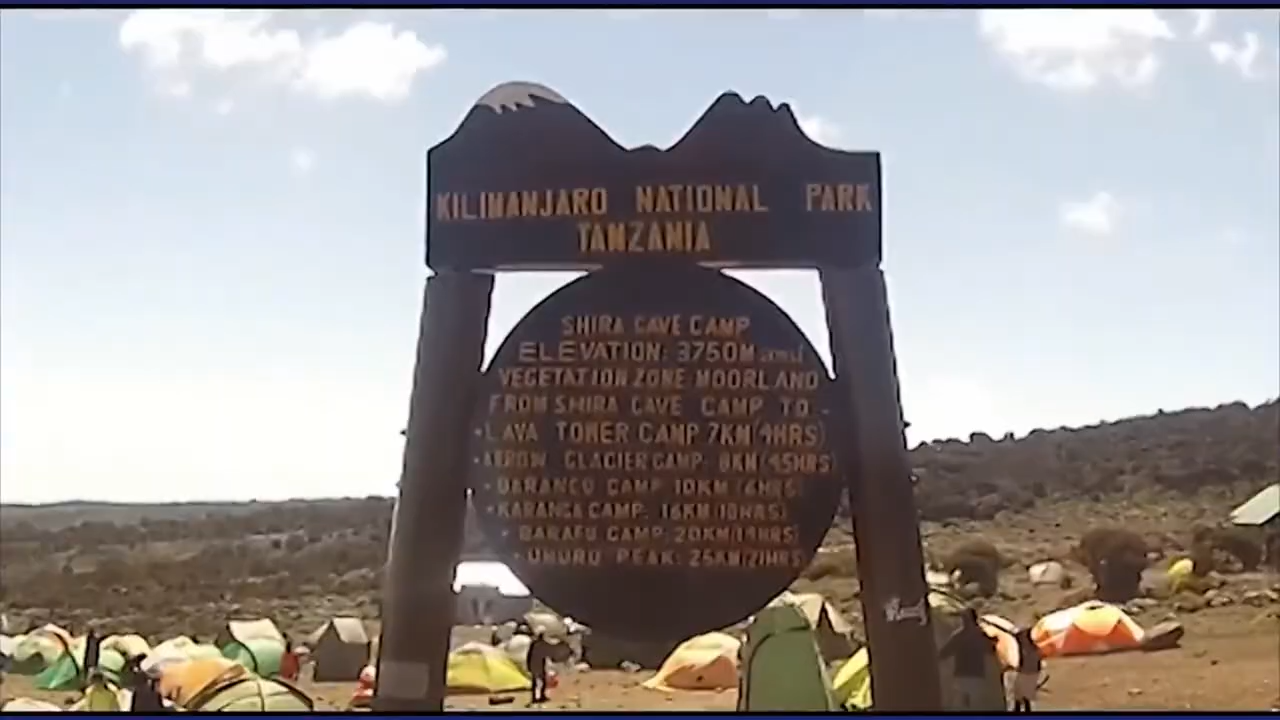 KILIMANJARO NATIONAL PARK
TANZANIA
SHIRA CAVE CAMP
ELEVATION: 3750M
VEGETATION ZONE MOORLAND
FROM SHIRA CAVE CAMP TO -
•LAVA TOWER CAMP 7KM(4HRS)
•ARROW GLACIER CAMP: 8KM(45HRS)
•BARANCO CAMP 10KM(6HRS)
•KARANGA CAMP: 16KM(10HRS)
• BARAFU CAMP: 20KM(14HRS)
• UHURU PEAK: 25KM(21HRS)